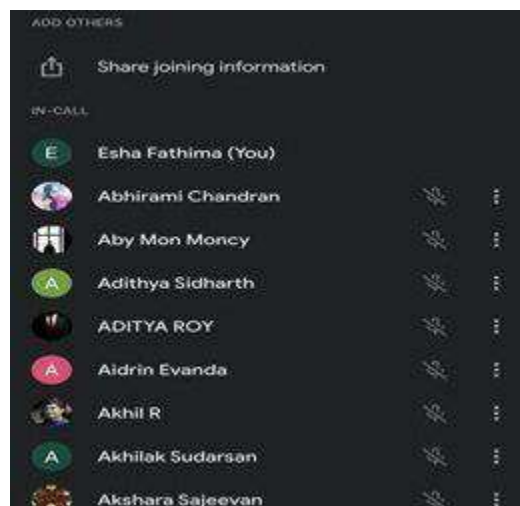 ADD OTHERS
Share joining information
IN-CALL
E Esha Fathima (You)
Abhirami Chandran
Aby Mon Moncy
A Adithya Sidharth
ADITYA ROY
A Aidrin Evanda
Akhil R
A Akhilak Sudarsan
Akshara Sajeevan